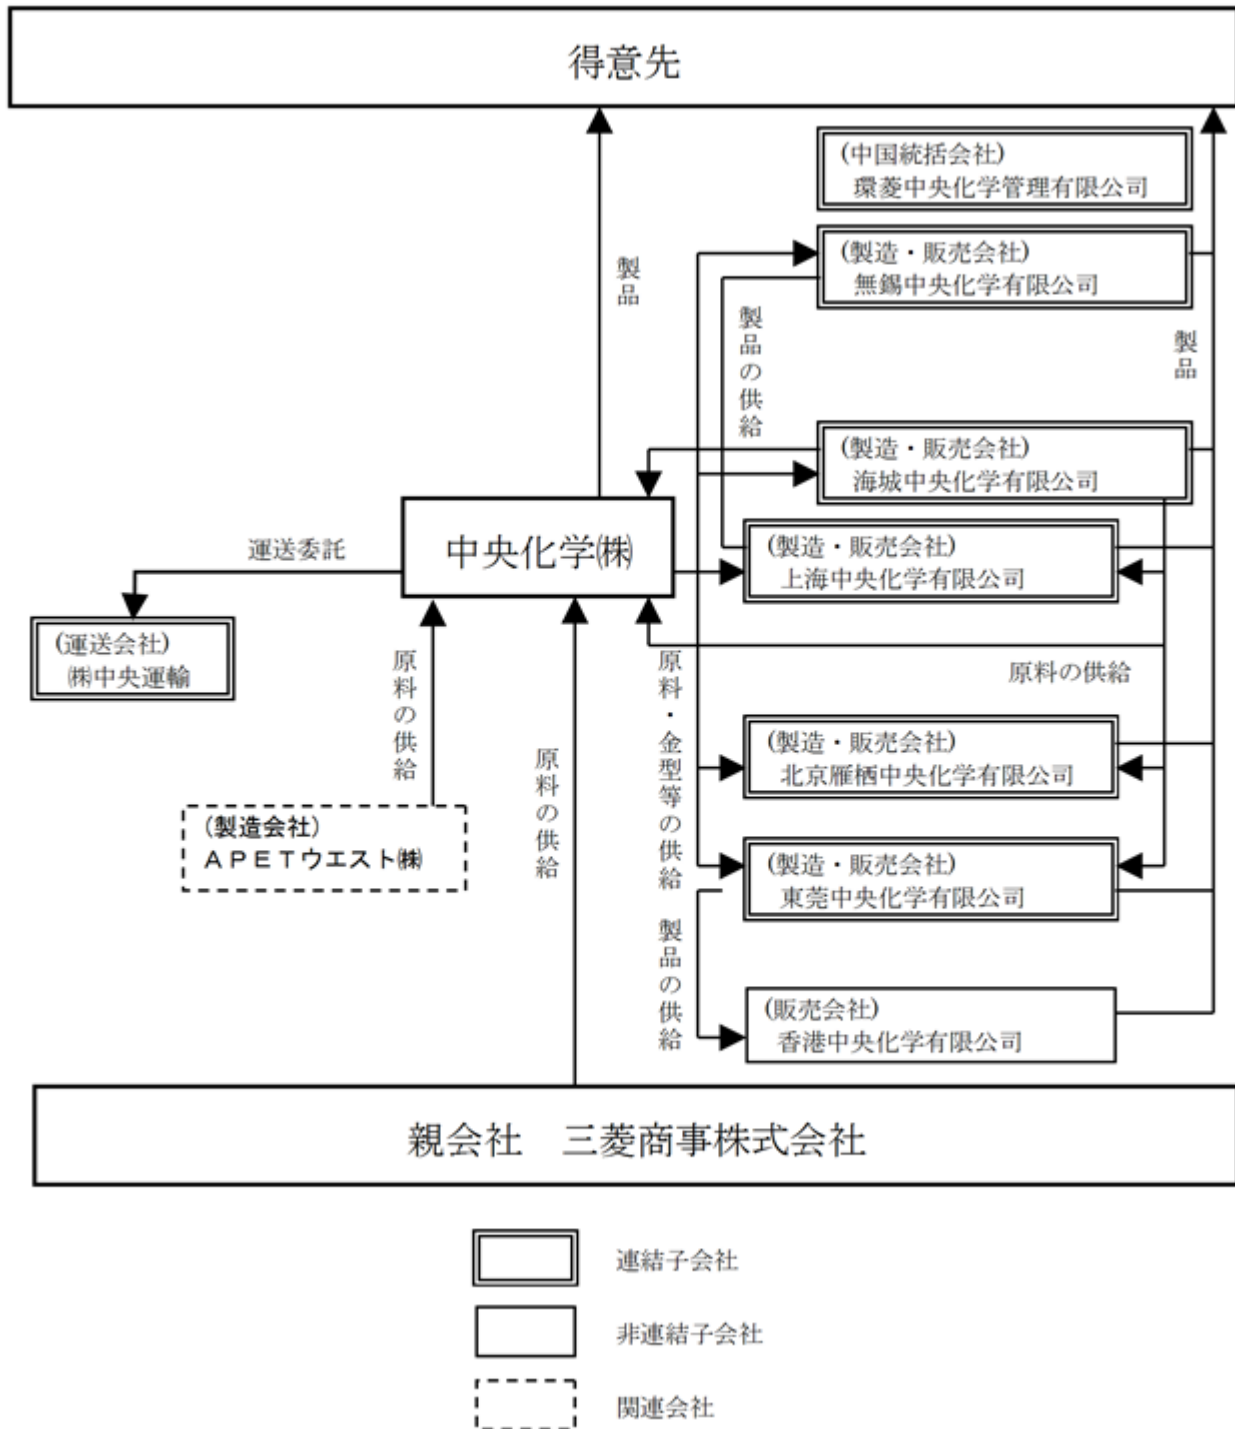 得意先
(中国統括会社)
環菱中央化学管理有限公司
(製造・販売会社)
無錫中央化学有限公司
製品
製品の供給
製品
(製造・販売会社)
海城中央化学有限公司
中央化学㈱
運送委託
(製造・販売会社)
上海中央化学有限公司
(運送会社)
㈱中央運輸
原料の供給
原料の供給
原料・金型等の供給
原料の供給
(製造・販売会社)
北京雁栖中央化学有限公司
(製造会社)
ＡＰＥＴウエスト㈱
(製造・販売会社)
東莞中央化学有限公司
製品の供給
(販売会社)
香港中央化学有限公司
親会社　三菱商事株式会社
連結子会社
非連結子会社
関連会社